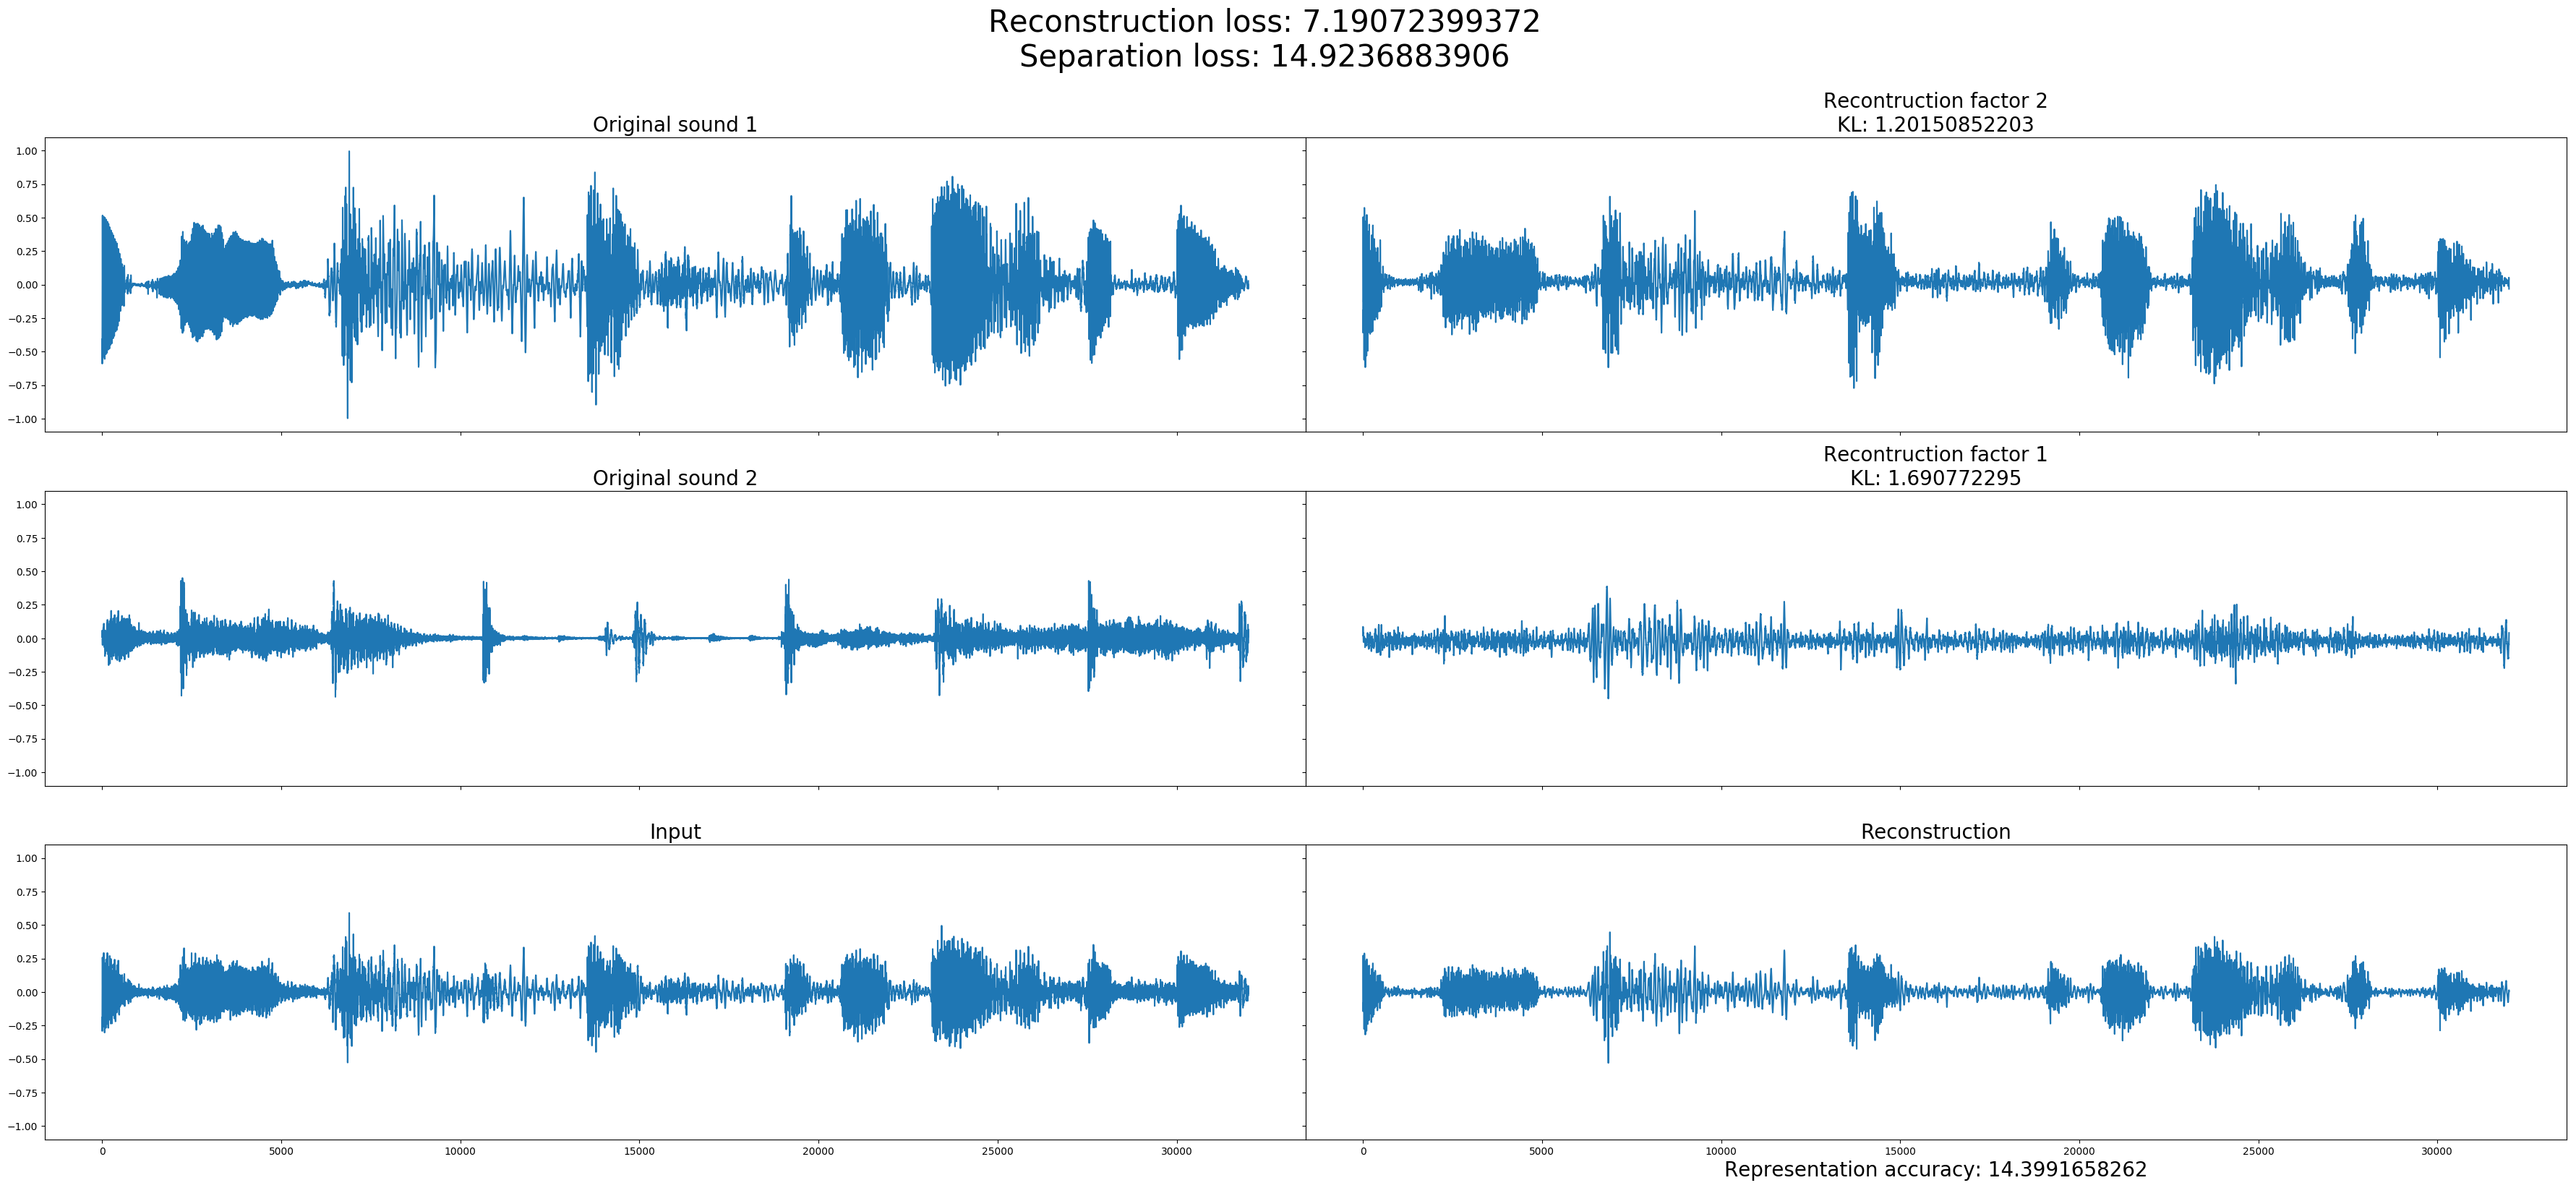 Reconstruction loss: 7.19072399372
Separation loss: 14.9236883906
Original sound 1
Recontruction factor 2
KL: 1.20150852203
1.00
0.75
0.50
0.25
0.00
−0.25
−0.50
−0.75
−1.00
Original sound 2
Recontruction factor 1
KL: 1.690772295
1.00
0.75
0.50
0.25
0.00
−0.25
−0.50
−0.75
−1.00
Input
Reconstruction
1.00
0.75
0.50
0.25
0.00
−0.25
−0.50
−0.75
−1.00
0 5000 10000 15000 20000 25000 30000
0 5000 10000 15000 20000 25000 30000
Representation accuracy: 14.3991658262